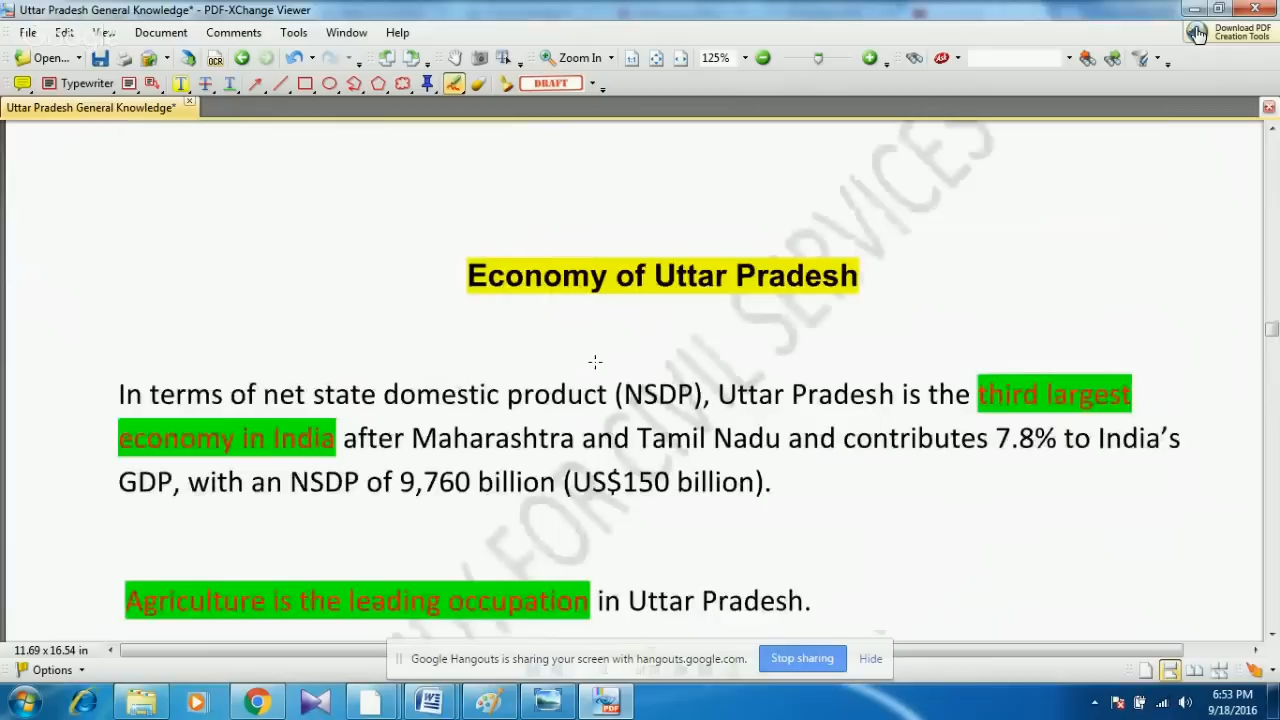 Uttar Pradesh General Knowledge* - PDF-XChange Viewer
File Edit View Document Comments Tools Window Help
Download PDF
Creation Tools
Open... OCR Zoom In 125%
Typewriter DRAFT
Uttar Pradesh General Knowledge*
Economy of Uttar Pradesh
In terms of net state domestic product (NSDP), Uttar Pradesh is the third largest
economy in India after Maharashtra and Tamil Nadu and contributes 7.8% to India's
GDP, with an NSDP of 9,760 billion (US$150 billion).
Agriculture is the leading occupation in Uttar Pradesh.
FOR CIVIL SERVICES
11.69 x 16.54 in
Google Hangouts is sharing your screen with hangouts.google.com. Stop sharing Hide
Options
6:53 PM
9/18/2016